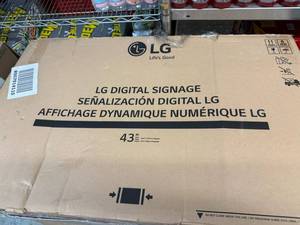 LG
Life's Good
LG DIGITAL SIGNAGE
SEÑALIZACIÓN DIGITAL LG
AFFICHAGE DYNAMIQUE NUMÉRIQUE LG
43